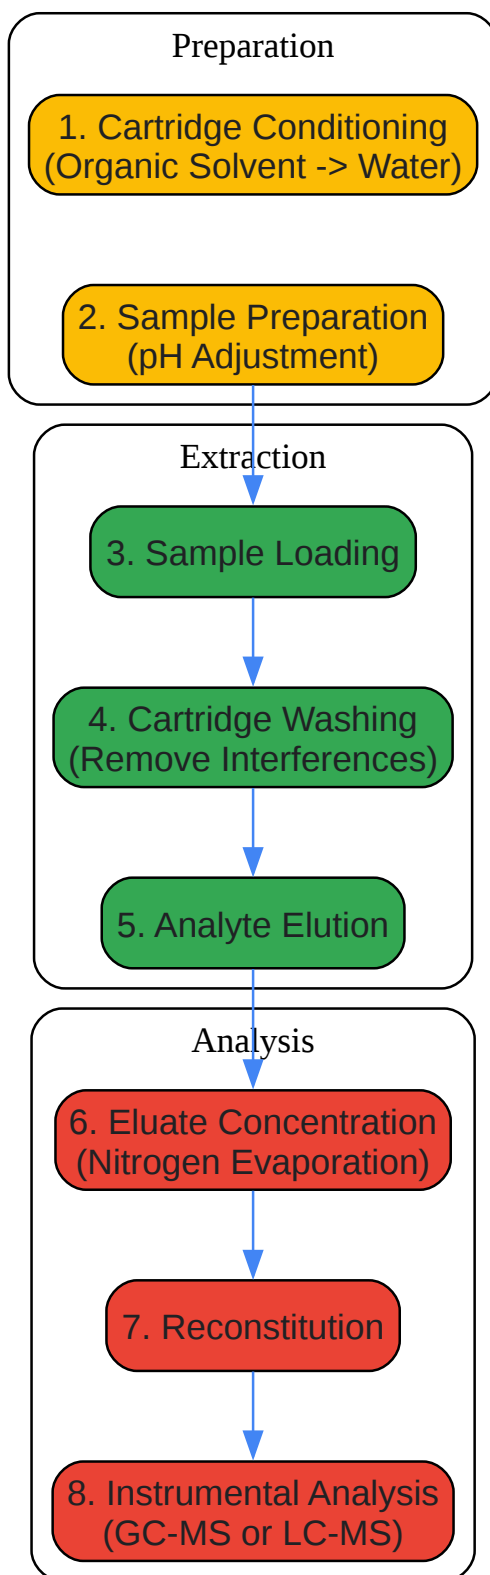 Preparation
1. Cartridge Conditioning
(Organic Solvent -> Water)
2. Sample Preparation
(pH Adjustment)
Extraction
3. Sample Loading
4. Cartridge Washing
(Remove Interferences)
5. Analyte Elution
Analysis
6. Eluate Concentration
(Nitrogen Evaporation)
7. Reconstitution
8. Instrumental Analysis
(GC-MS or LC-MS)